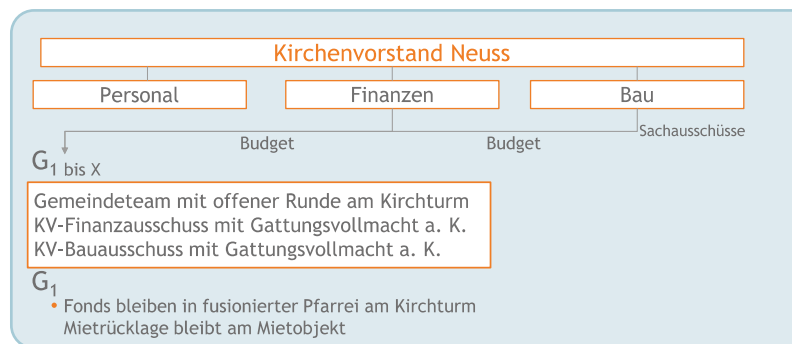 Kirchenvorstand Neuss
Personal
Finanzen
Bau
Sachausschüsse
Budget
Budget
G1 bis X
Gemeindeteam mit offener Runde am Kirchturm
KV-Finanzausschuss mit Gattungsvollmacht a. K.
KV-Bauausschuss mit Gattungsvollmacht a. K.
G1
• Fonds bleiben in fusionierter Pfarrei am Kirchturm
Mietrücklage bleibt am Mietobjekt